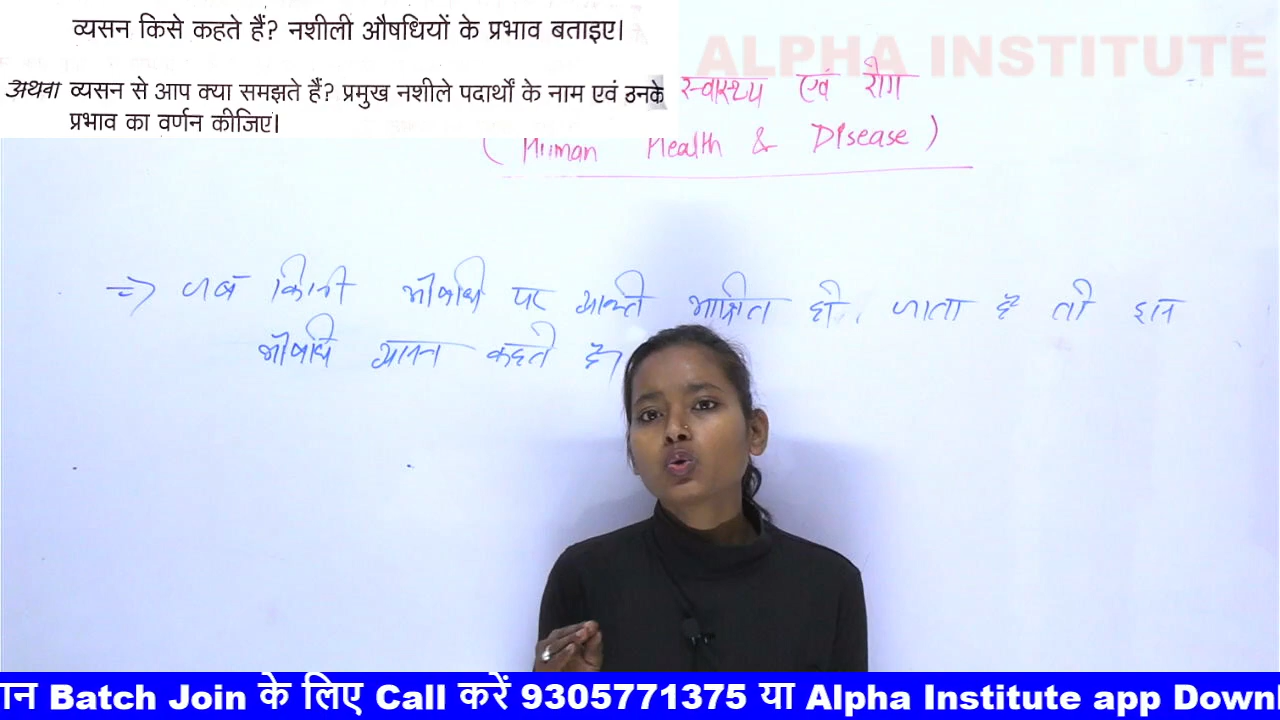 व्यसन किसे कहते हैं? नशीली औषधियों के प्रभाव बताइए।
ALPHA INSTITUTE
अथवा व्यसन से आप क्या समझते हैं? प्रमुख नशीले पदार्थों के नाम एवं उनके
प्रभाव का वर्णन कीजिए।
स्वास्थ्य एवं रोग
( Human Health & Disease )
=> जब किसी औषधि पर व्यक्ति आश्रित हो जाता है तो इसे
औषधि व्यसन कहते है।
ान Batch Join के लिए Call करें 9305771375 या Alpha Institute app Down